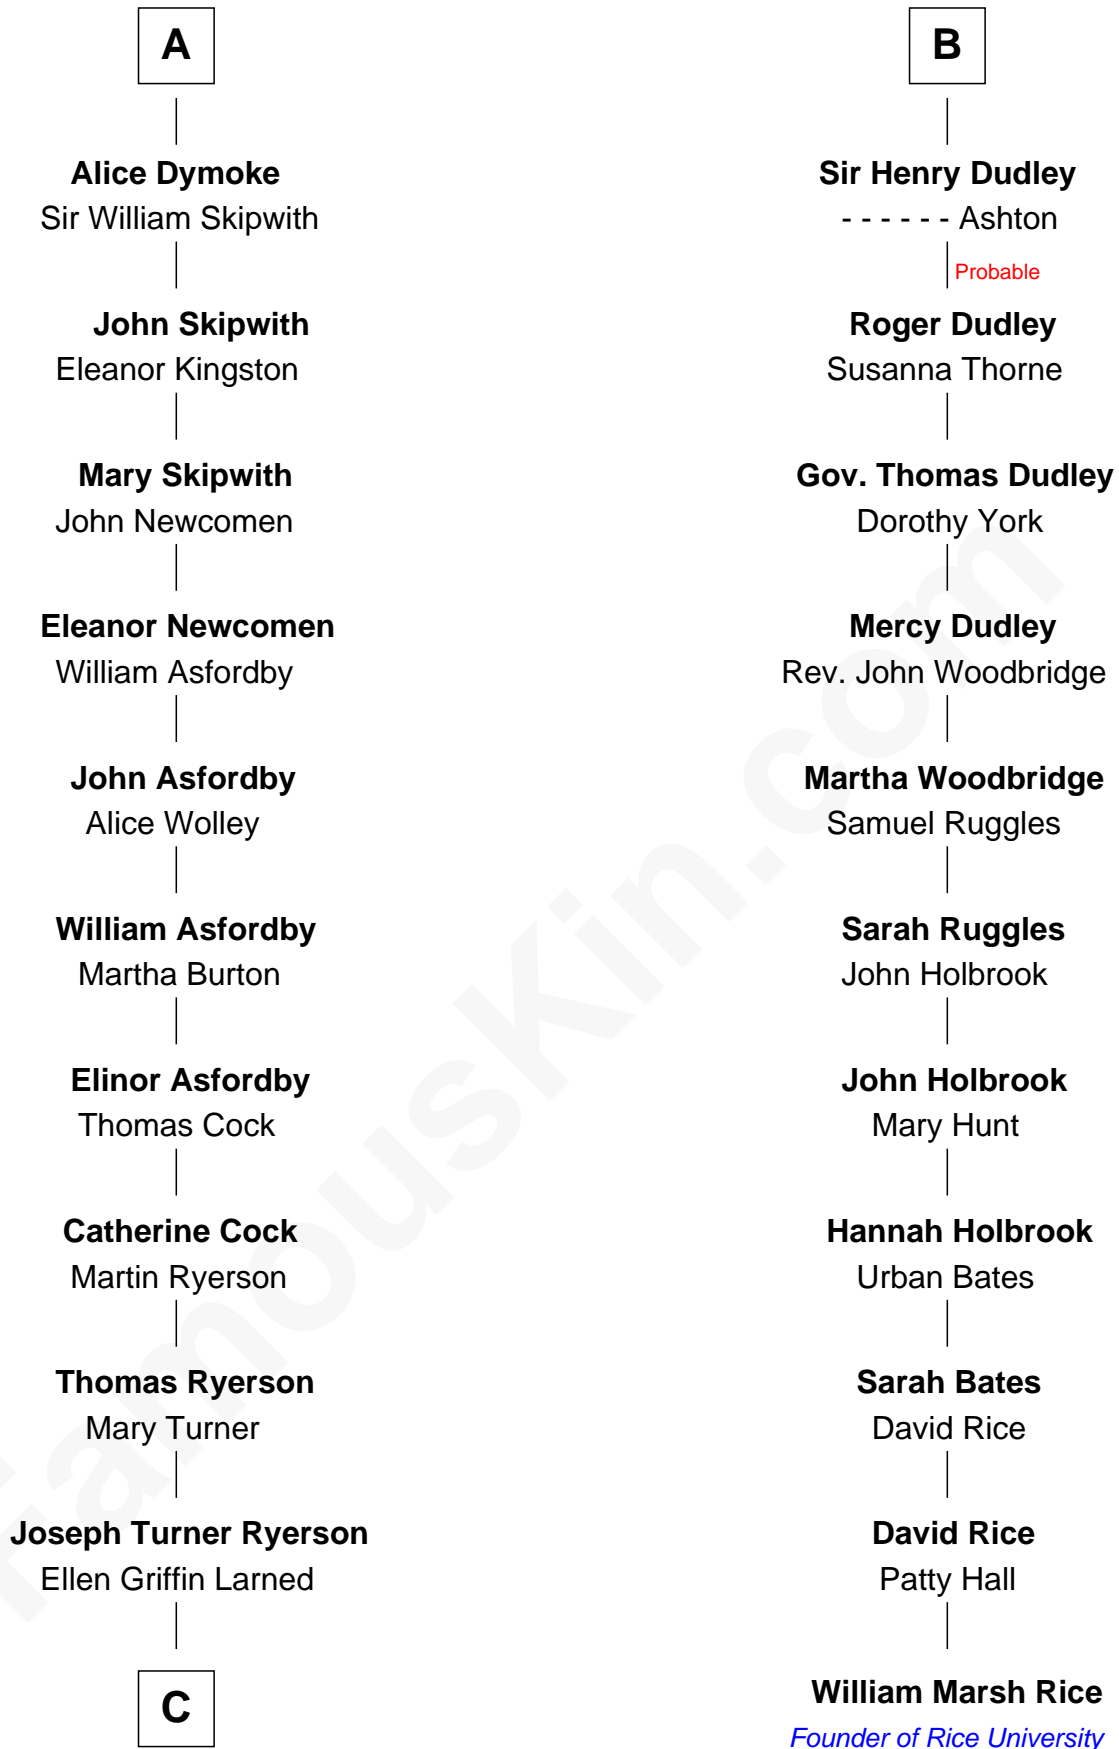 A
Alice Dymoke
Sir William Skipwith
John Skipwith
Eleanor Kingston
Mary Skipwith
John Newcomen
Eleanor Newcomen
William Asfordby
John Asfordby
Alice Wolley
William Asfordby
Martha Burton
Elinor Asfordby
Thomas Cock
Catherine Cock
Martin Ryerson
Thomas Ryerson
Mary Turner
Joseph Turner Ryerson
Ellen Griffin Larned
C
B
Sir Henry Dudley
- - - - - - Ashton
Probable
Roger Dudley
Susanna Thorne
Gov. Thomas Dudley
Dorothy York
Mercy Dudley
Rev. John Woodbridge
Martha Woodbridge
Samuel Ruggles
Sarah Ruggles
John Holbrook
John Holbrook
Mary Hunt
Hannah Holbrook
Urban Bates
Sarah Bates
David Rice
David Rice
Patty Hall
William Marsh Rice
Founder of Rice University
FamousKin.com